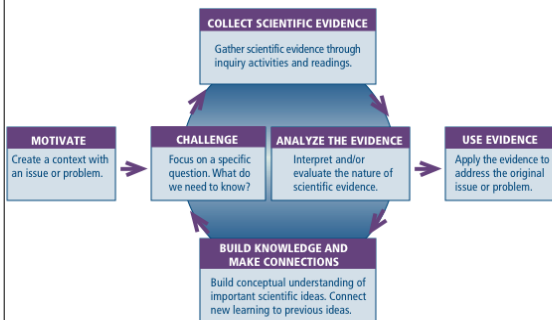 COLLECT SCIENTIFIC EVIDENCE
Gather scientific evidence through
inquiry activities and readings.
MOTIVATE
Create a context with
an issue or problem.
CHALLENGE
Focus on a specific
question. What do
we need to know?
ANALYZE THE EVIDENCE
Interpret and/or
evaluate the nature of
scientific evidence.
USE EVIDENCE
Apply the evidence to
address the original
issue or problem.
BUILD KNOWLEDGE AND
MAKE CONNECTIONS
Build conceptual understanding of
important scientific ideas. Connect
new learning to previous ideas.